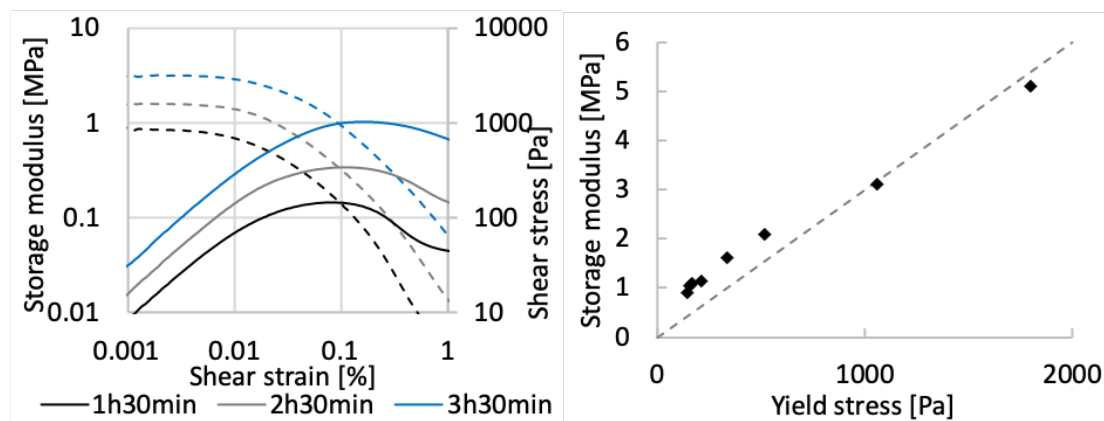 Storage modulus [MPa]
10
1
0.1
0.01
10000
1000
100
10
Shear stress [Pa]
0.001
0.01
0.1
1
Shear strain [%]
1h30min
2h30min
3h30min
Storage modulus [MPa]
6
5
4
3
2
1
0
0
1000
2000
Yield stress [Pa]